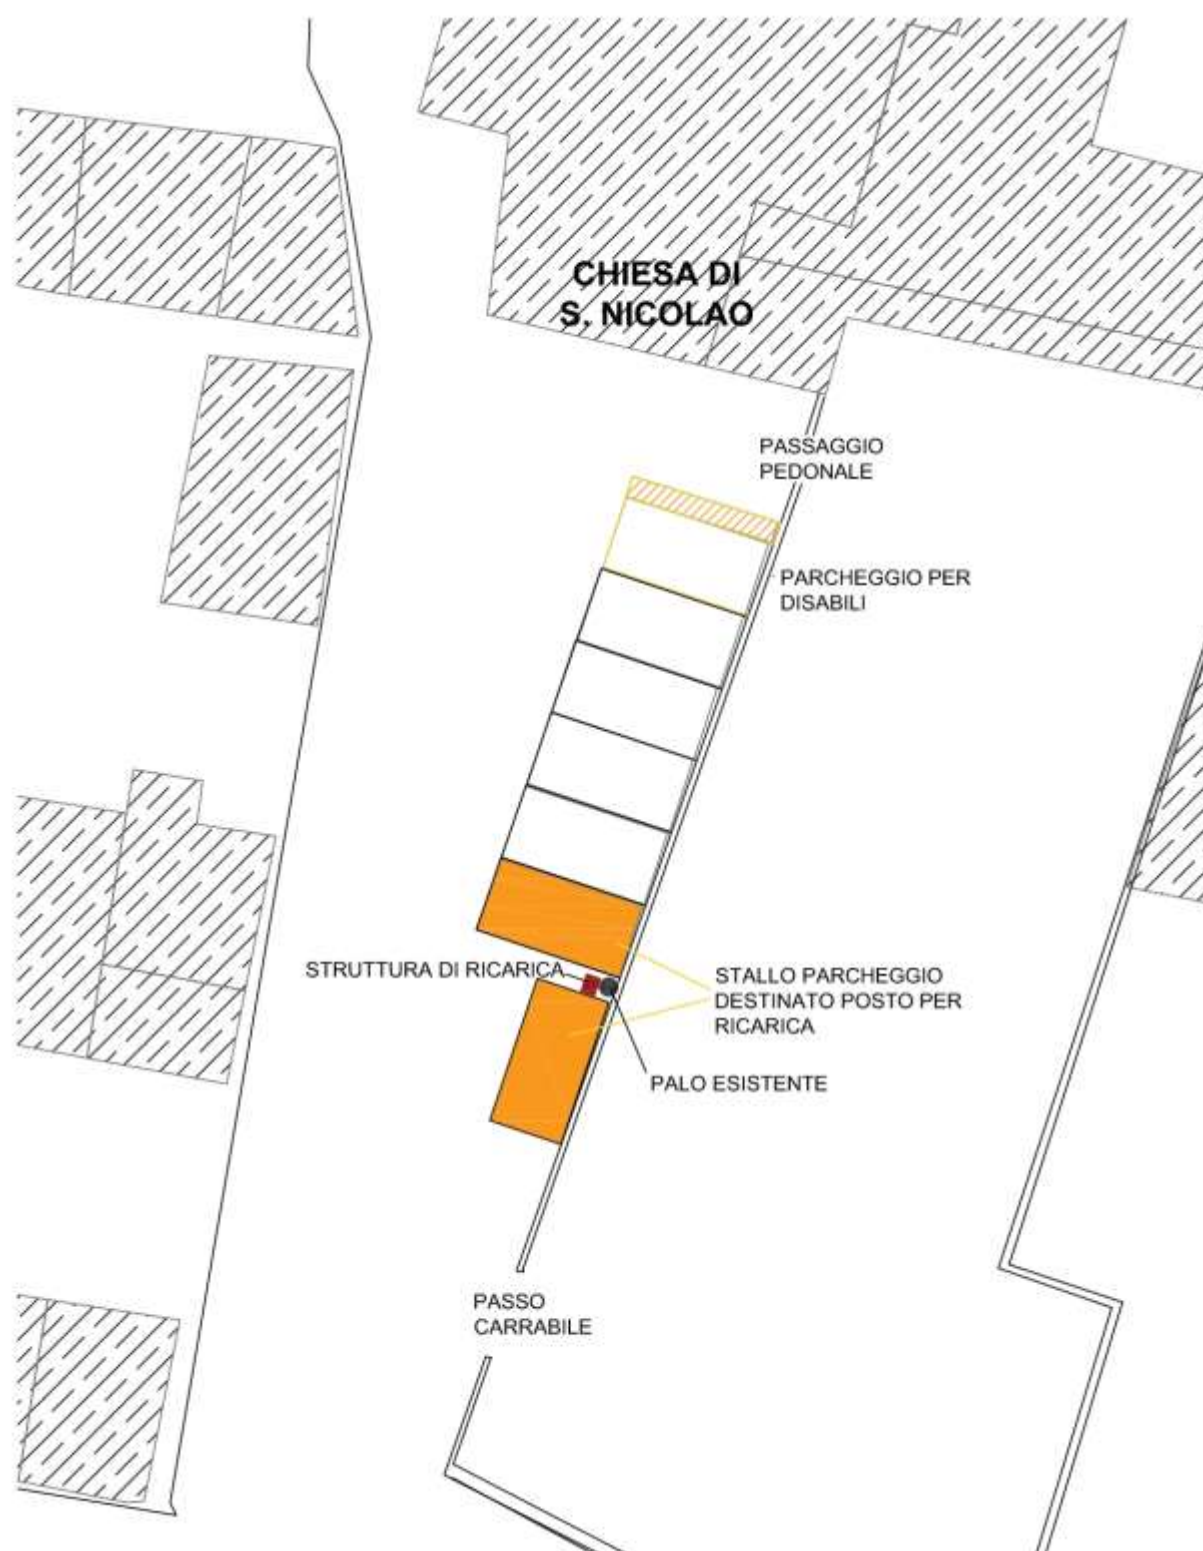 CHIESA DI
S. NICOLAO
PASSAGGIO
PEDONALE
PARCHEGGIO PER
DISABILI
STRUTTURA DI RICARICA
STALLO PARCHEGGIO
DESTINATO POSTO PER
RICARICA
PALO ESISTENTE
PASSO
CARRABILE